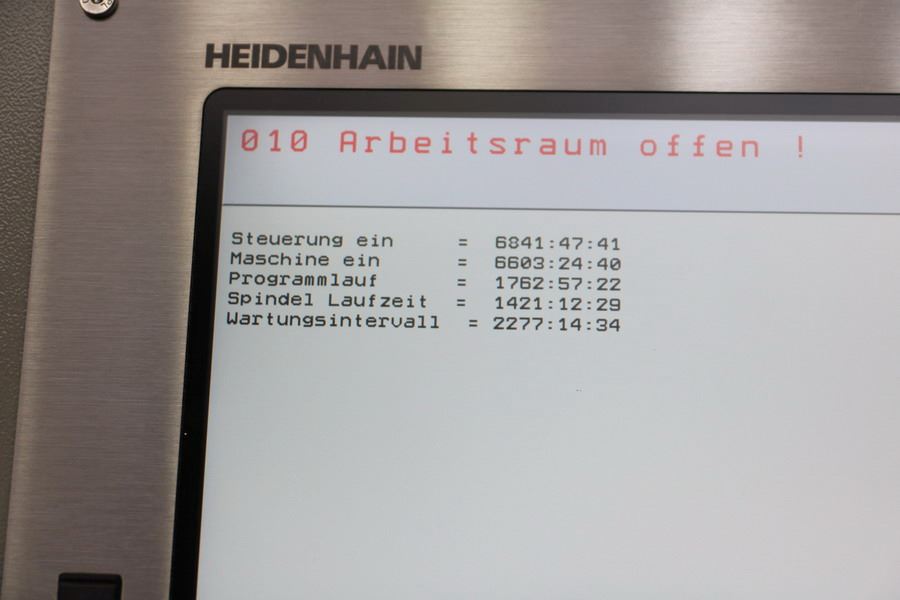 HEIDENHAIN
010 Arbeitsraum offen !
Steuerung ein = 6841:47:41
Maschine ein = 6603:24:40
Programmlauf = 1762:57:22
Spindel Laufzeit = 1421:12:29
Wartungsintervall = 2277:14:34